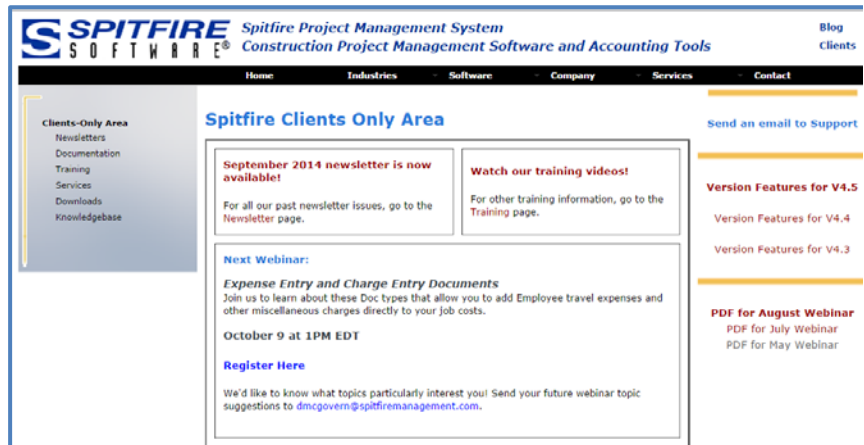 SPITFIRE
SOFTWARE®
Spitfire Project Management System
Construction Project Management Software and Accounting Tools
Blog
Clients
Home Industries Software Company Services Contact
Clients-Only Area
Newsletters
Documentation
Training
Services
Downloads
Knowledgebase
Spitfire Clients Only Area
September 2014 newsletter is now
available!
For all our past newsletter issues, go to the
Newsletter page.
Watch our training videos!
For other training information, go to the
Training page.
Next Webinar:
Expense Entry and Charge Entry Documents
Join us to learn about these Doc types that allow you to add Employee travel expenses and
other miscellaneous charges directly to your job costs.
October 9 at 1PM EDT
Register Here
We'd like to know what topics particularly interest you! Send your future webinar topic
suggestions to dmcgovern@spitfiremanagement.com.
Send an email to Support
Version Features for V4.5
Version Features for V4.4
Version Features for V4.3
PDF for August Webinar
PDF for July Webinar
PDF for May Webinar